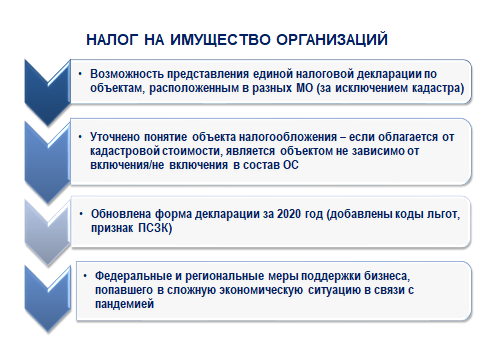 НАЛОГ НА ИМУЩЕСТВО ОРГАНИЗАЦИЙ
• Возможность представления единой налоговой декларации по
объектам, расположенным в разных МО (за исключением кадастра)
• Уточнено понятие объекта налогообложения – если облагается от
кадастровой стоимости, является объектом не зависимо от
включения/не включения в состав ОС
• Обновлена форма декларации за 2020 год (добавлены коды льгот,
признак ПСЗК)
• Федеральные и региональные меры поддержки бизнеса,
попавшего в сложную экономическую ситуацию в связи с
пандемией